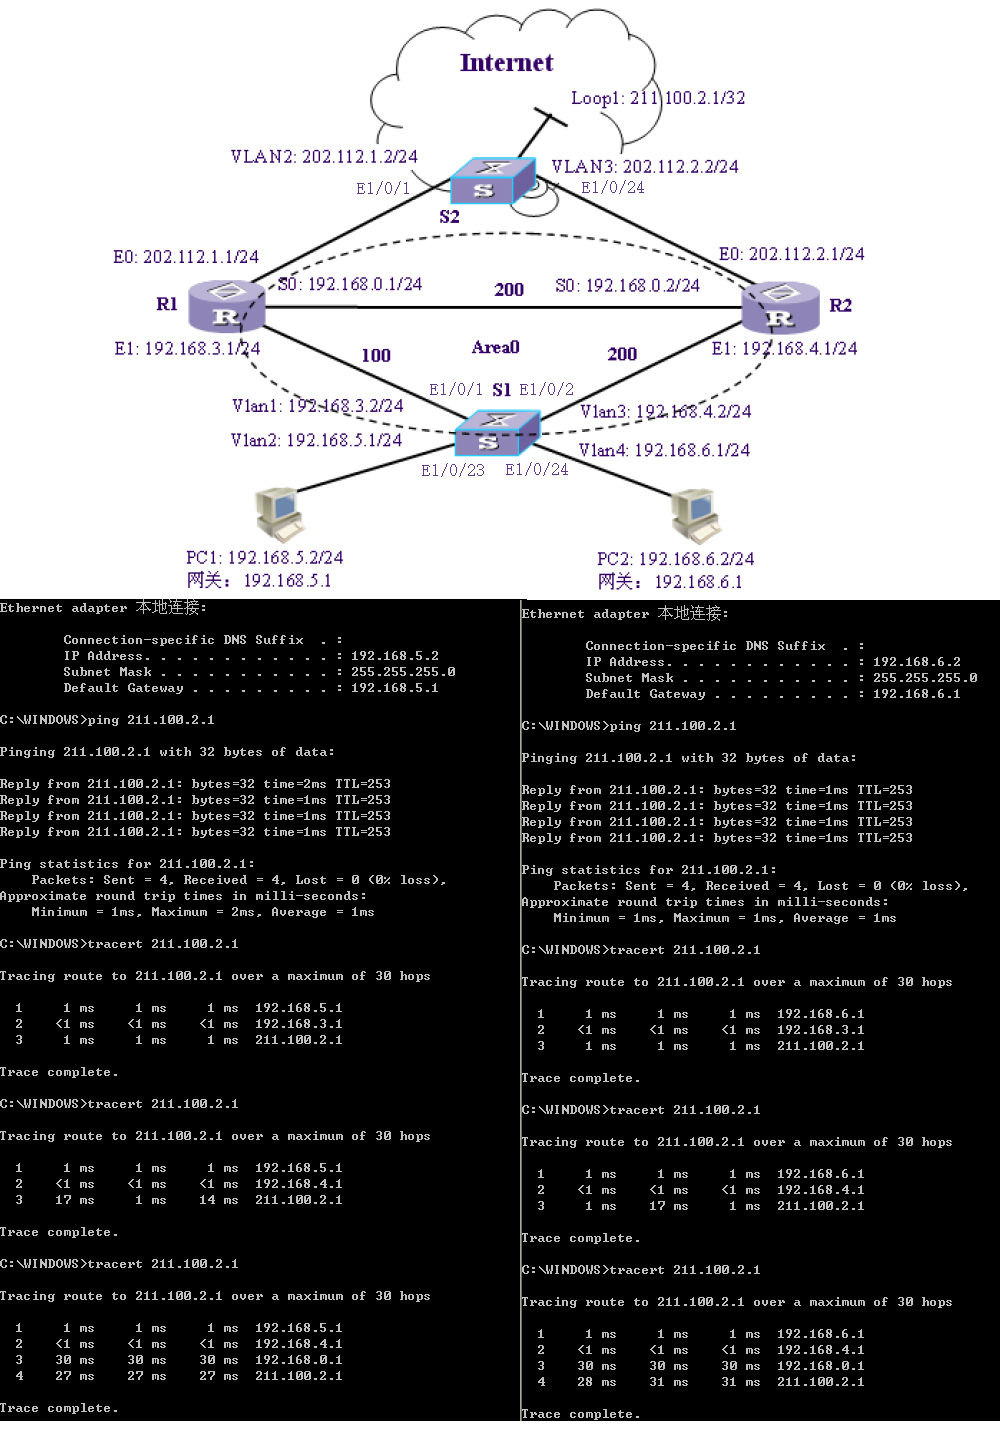 Internet
Loop1: 211.100.2.1/32
VLAN2: 202.112.1.2/24
VLAN3: 202.112.2.2/24
E1/0/1
E1/0/24
S
S2
E0: 202.112.1.1/24
E0: 202.112.2.1/24
S0: 192.168.0.1/24
200
S0: 192.168.0.2/24
R1
R
R
R2
E1: 192.168.3.1/24
100
Area0
200
E1: 192.168.4.1/24
E1/0/1
S1
E1/0/2
Vlan1: 192.168.3.2/24
Vlan3: 192.168.4.2/24
Vlan2: 192.168.5.1/24
S
Vlan4: 192.168.6.1/24
E1/0/23
E1/0/24
PC1: 192.168.5.2/24
网关: 192.168.5.1
PC2: 192.168.6.2/24
网关: 192.168.6.1
Ethernet adapter 本地连接:
Connection-specific DNS Suffix . :
IP Address. . . . . . . . . . . . : 192.168.5.2
Subnet Mask . . . . . . . . . . . : 255.255.255.0
Default Gateway . . . . . . . . . : 192.168.5.1
C:\WINDOWS>ping 211.100.2.1
Pinging 211.100.2.1 with 32 bytes of data:
Reply from 211.100.2.1: bytes=32 time=2ms TTL=253
Reply from 211.100.2.1: bytes=32 time=1ms TTL=253
Reply from 211.100.2.1: bytes=32 time=1ms TTL=253
Reply from 211.100.2.1: bytes=32 time=1ms TTL=253
Ping statistics for 211.100.2.1:
Packets: Sent = 4, Received = 4, Lost = 0 (0% loss),
Approximate round trip times in milli-seconds:
Minimum = 1ms, Maximum = 2ms, Average = 1ms
C:\WINDOWS>tracert 211.100.2.1
Tracing route to 211.100.2.1 over a maximum of 30 hops
1 1 ms 1 ms 1 ms 192.168.5.1
2 <1 ms <1 ms <1 ms 192.168.3.1
3 1 ms 1 ms 1 ms 211.100.2.1
Trace complete.
C:\WINDOWS>tracert 211.100.2.1
Tracing route to 211.100.2.1 over a maximum of 30 hops
1 1 ms 1 ms 1 ms 192.168.5.1
2 <1 ms <1 ms <1 ms 192.168.4.1
3 17 ms 1 ms 14 ms 211.100.2.1
Trace complete.
C:\WINDOWS>tracert 211.100.2.1
Tracing route to 211.100.2.1 over a maximum of 30 hops
1 1 ms 1 ms 1 ms 192.168.5.1
2 <1 ms <1 ms <1 ms 192.168.4.1
3 30 ms 30 ms 30 ms 192.168.0.1
4 27 ms 27 ms 27 ms 211.100.2.1
Trace complete.
Ethernet adapter 本地连接:
Connection-specific DNS Suffix . :
IP Address. . . . . . . . . . . . : 192.168.6.2
Subnet Mask . . . . . . . . . . . : 255.255.255.0
Default Gateway . . . . . . . . . : 192.168.6.1
C:\WINDOWS>ping 211.100.2.1
Pinging 211.100.2.1 with 32 bytes of data:
Reply from 211.100.2.1: bytes=32 time=1ms TTL=253
Reply from 211.100.2.1: bytes=32 time=1ms TTL=253
Reply from 211.100.2.1: bytes=32 time=1ms TTL=253
Reply from 211.100.2.1: bytes=32 time=1ms TTL=253
Ping statistics for 211.100.2.1:
Packets: Sent = 4, Received = 4, Lost = 0 (0% loss),
Approximate round trip times in milli-seconds:
Minimum = 1ms, Maximum = 1ms, Average = 1ms
C:\WINDOWS>tracert 211.100.2.1
Tracing route to 211.100.2.1 over a maximum of 30 hops
1 1 ms 1 ms 1 ms 192.168.6.1
2 <1 ms <1 ms <1 ms 192.168.3.1
3 1 ms 1 ms 1 ms 211.100.2.1
Trace complete.
C:\WINDOWS>tracert 211.100.2.1
Tracing route to 211.100.2.1 over a maximum of 30 hops
1 1 ms 1 ms 1 ms 192.168.6.1
2 <1 ms <1 ms <1 ms 192.168.4.1
3 1 ms 17 ms 1 ms 211.100.2.1
Trace complete.
C:\WINDOWS>tracert 211.100.2.1
Tracing route to 211.100.2.1 over a maximum of 30 hops
1 1 ms 1 ms 1 ms 192.168.6.1
2 <1 ms <1 ms <1 ms 192.168.4.1
3 30 ms 30 ms 30 ms 192.168.0.1
4 28 ms 31 ms 31 ms 211.100.2.1
Trace complete.